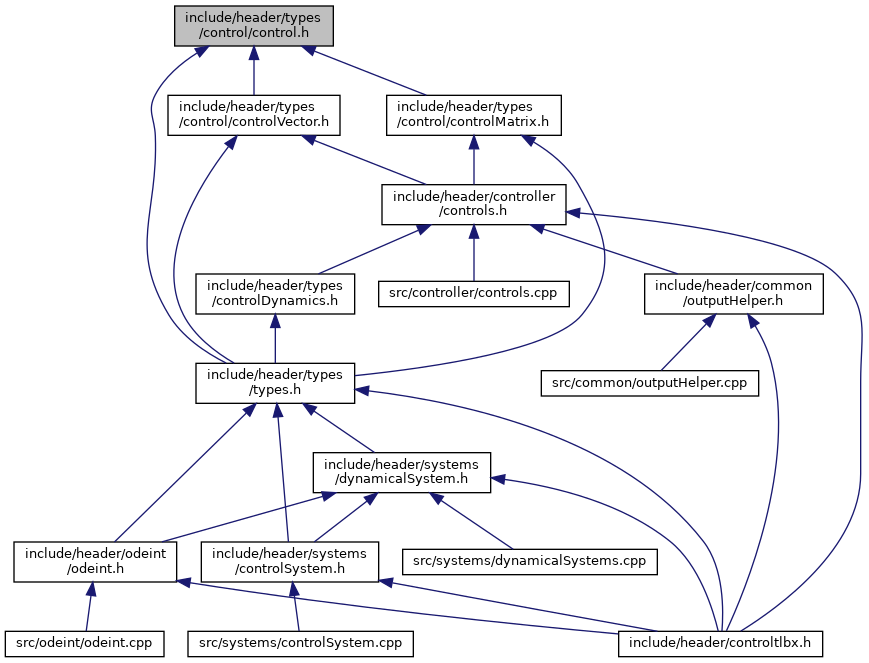 include/header/types
/control/control.h
include/header/types
/control/controlVector.h
include/header/types
/control/controlMatrix.h
include/header/controller
/controls.h
include/header/types
/controlDynamics.h
src/controller/controls.cpp
include/header/common
/outputHelper.h
include/header/types
/types.h
src/common/outputHelper.cpp
include/header/systems
/dynamicalSystem.h
include/header/odeint
/odeint.h
include/header/systems
/controlSystem.h
src/systems/dynamicalSystems.cpp
src/odeint/odeint.cpp
src/systems/controlSystem.cpp
include/header/controltlbx.h